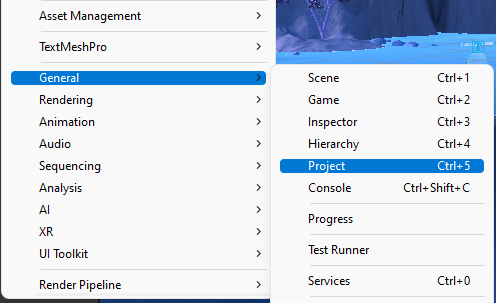 Asset Management
TextMeshPro
General
Rendering
Animation
Audio
Sequencing
Analysis
AI
XR
UI Toolkit
Render Pipeline
Scene Ctrl+1
Game Ctrl+2
Inspector Ctrl+3
Hierarchy Ctrl+4
Project Ctrl+5
Console Ctrl+Shift+C
Progress
Test Runner
Services Ctrl+0